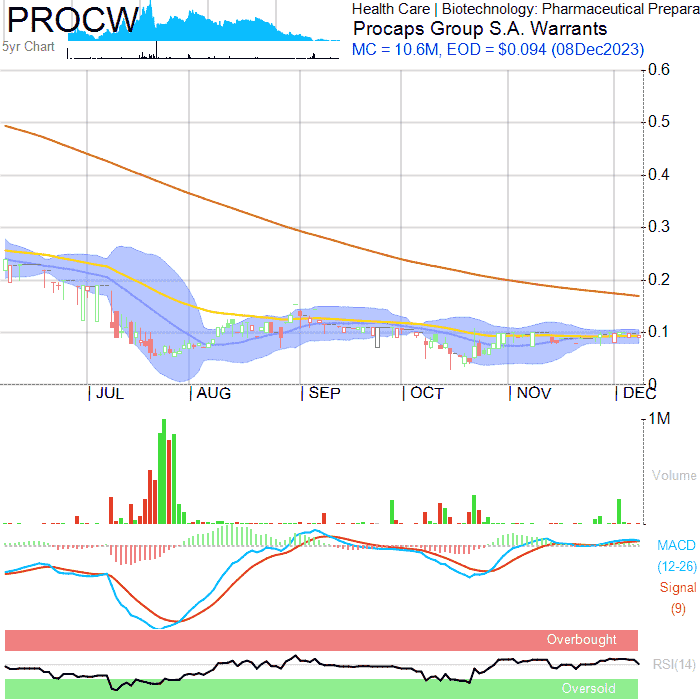 PROCW
5yr Chart
Health Care | Biotechnology: Pharmaceutical Prepara
Procaps Group S.A. Warrants
MC = 10.6M, EOD = $0.094 (08Dec2023)
0.6
0.5
0.4
0.3
0.2
0.1
0
JUL AUG SEP OCT NOV DEC
1M
Volume
MACD
(12-26)
Signal
(9)
Overbought
RSI(14)
Oversold